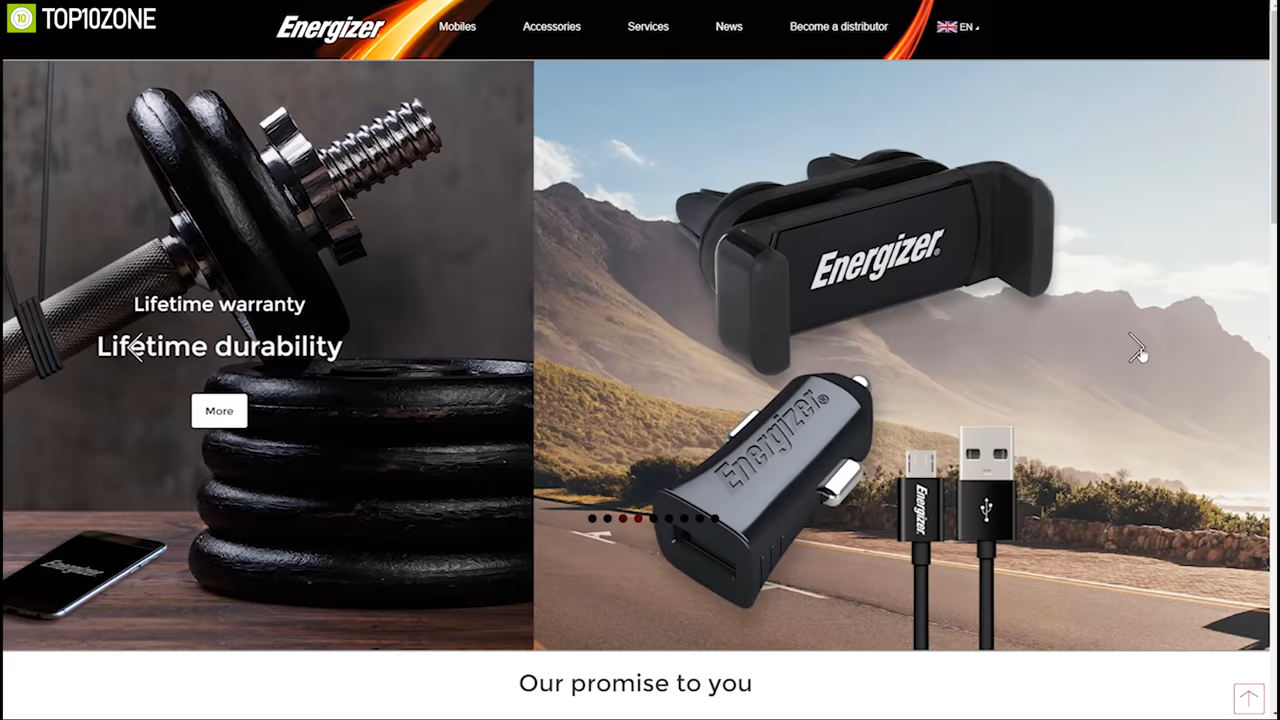 10 TOP10ZONE
Energizer
Mobiles
Accessories
Services
News
Become a distributor
EN
Lifetime warranty
Lifetime durability
More
Energizer
Energizer®
Energizer®
Energizer
Our promise to you